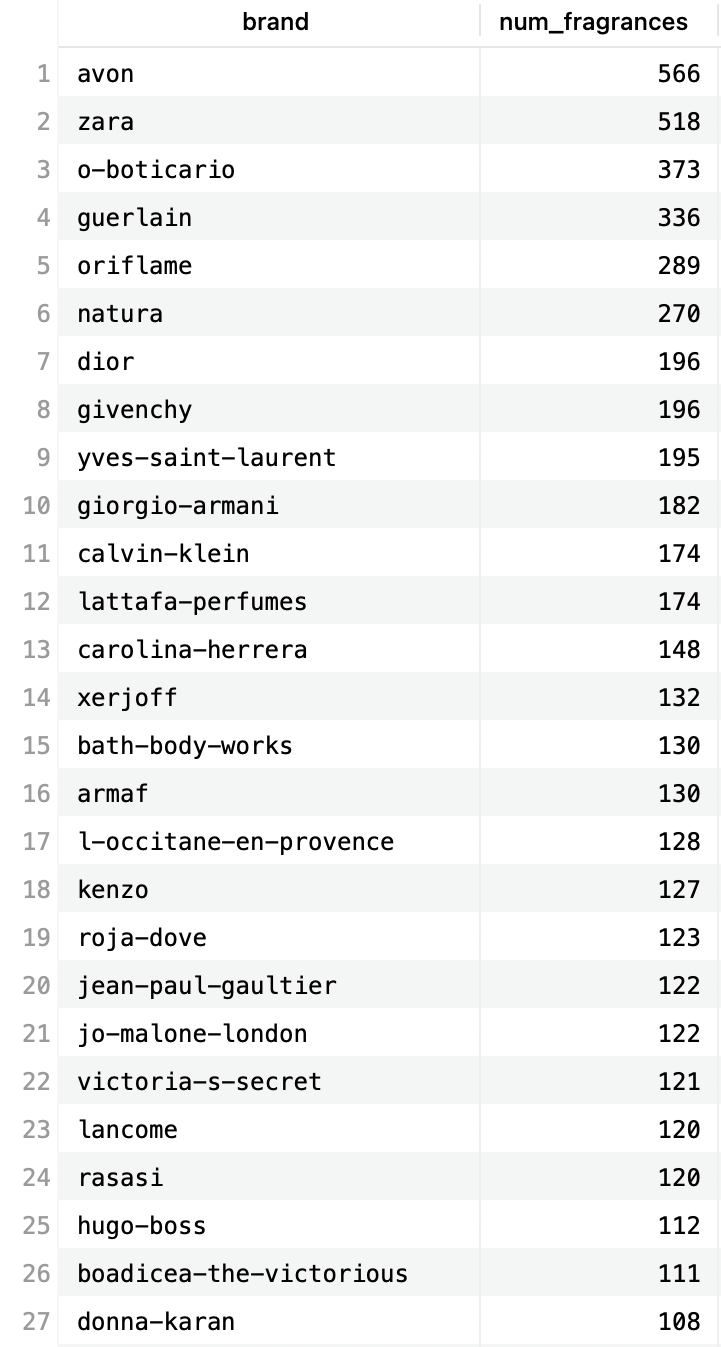 brand num_fragrances
1 avon 566
2 zara 518
3 o-boticario 373
4 guerlain 336
5 oriflame 289
6 natura 270
7 dior 196
8 givenchy 196
9 yves-saint-laurent 195
10 giorgio-armani 182
11 calvin-klein 174
12 lattafa-perfumes 174
13 carolina-herrera 148
14 xerjoff 132
15 bath-body-works 130
16 armaf 130
17 l-occitane-en-provence 128
18 kenzo 127
19 roja-dove 123
20 jean-paul-gaultier 122
21 jo-malone-london 122
22 victoria-s-secret 121
23 lancome 120
24 rasasi 120
25 hugo-boss 112
26 boadicea-the-victorious 111
27 donna-karan 108